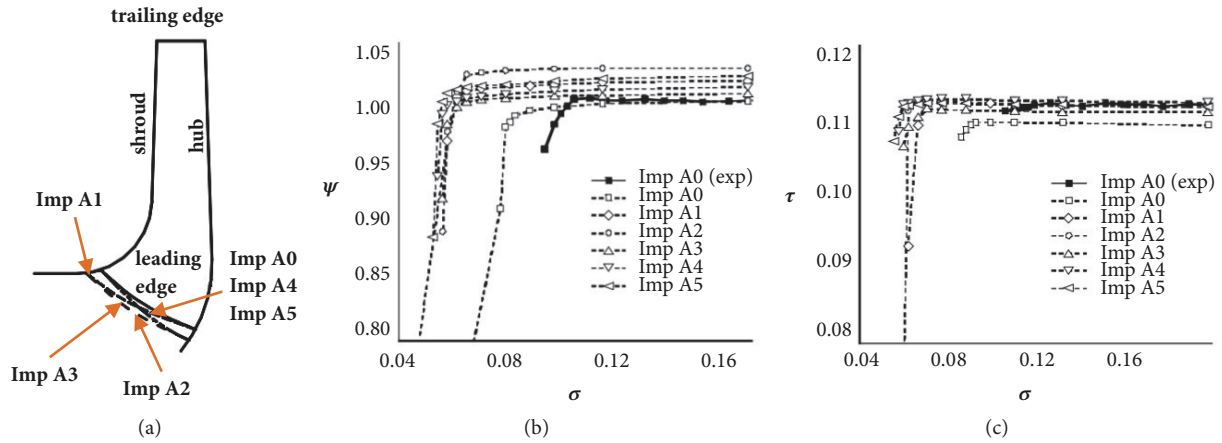 trailing edge
shroud
hub
Imp A1
leading
edge
Imp A0
Imp A4
Imp A5
Imp A3
Imp A2
(a)
1.05
1.00
0.95
0.90
0.85
0.80
ψ
0.04
0.08
0.12
0.16
σ
Imp A0 (exp)
Imp A0
Imp A1
Imp A2
Imp A3
Imp A4
Imp A5
(b)
0.12
0.11
0.10
0.09
0.08
τ
0.04
0.08
0.12
0.16
σ
Imp A0 (exp)
Imp A0
Imp A1
Imp A2
Imp A3
Imp A4
Imp A5
(c)